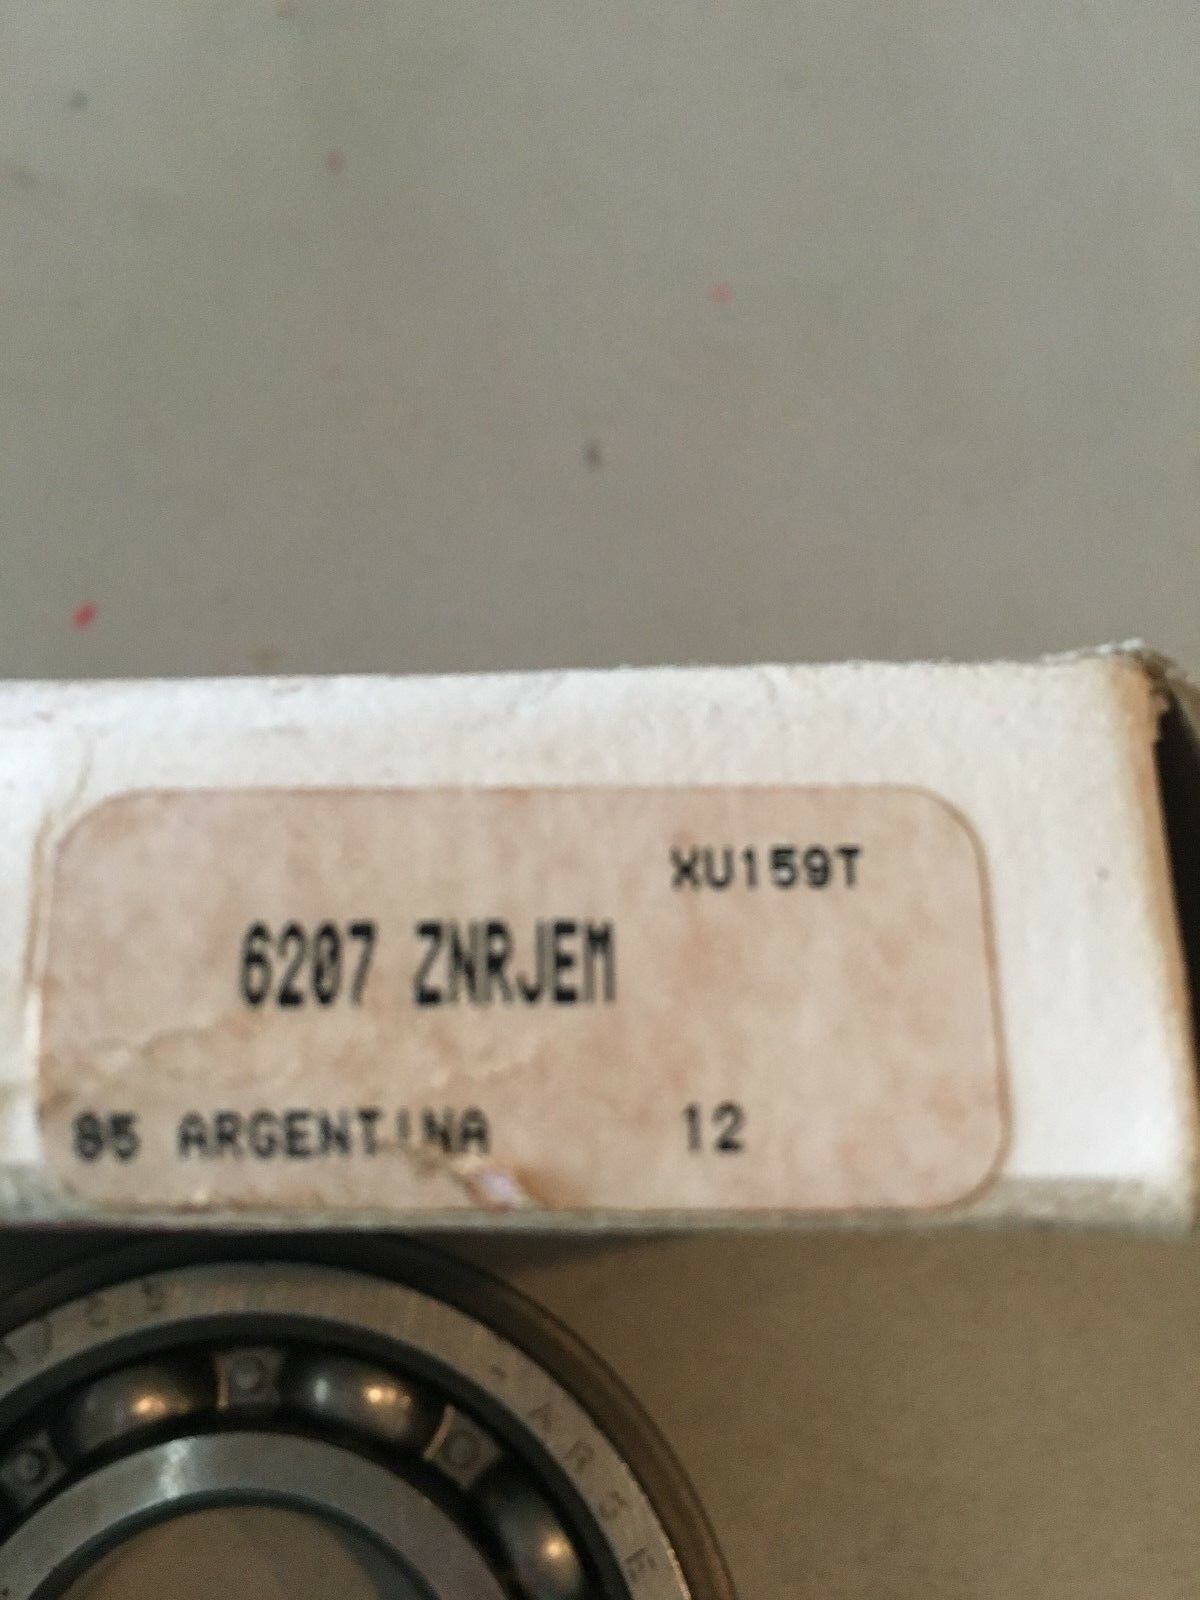 XU159T
6207 ZNRJEM
85 ARGENTINA 12